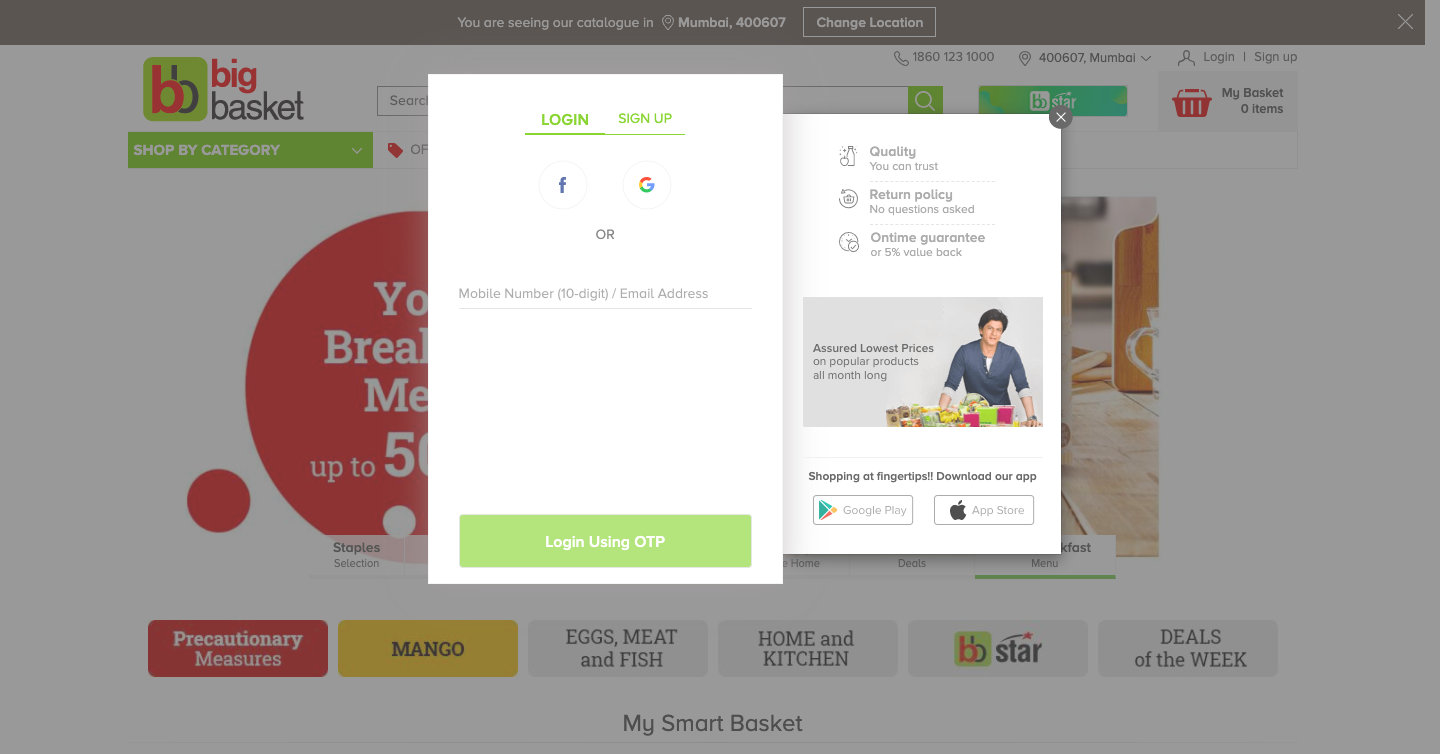 You are seeing our catalogue in Mumbai, 400607 Change Location
1860 123 1000 400607, Mumbai Login | Sign up
big
basket
bb
Search
bb star
My Basket
0 items
SHOP BY CATEGORY
OF
LOGIN SIGN UP
f G
OR
Mobile Number (10-digit) / Email Address
Login Using OTP
Quality
You can trust
Return policy
No questions asked
Ontime guarantee
or 5% value back
Assured Lowest Prices
on popular products
all month long
Shopping at fingertips!! Download our app
Google Play App Store
Yo
Brea
Me
up to 50
Staples
Selection
Home
Deals
kfast
Menu
Precautionary
Measures
MANGO
EGGS, MEAT
and FISH
HOME and
KITCHEN
bb star
DEALS
of the WEEK
My Smart Basket